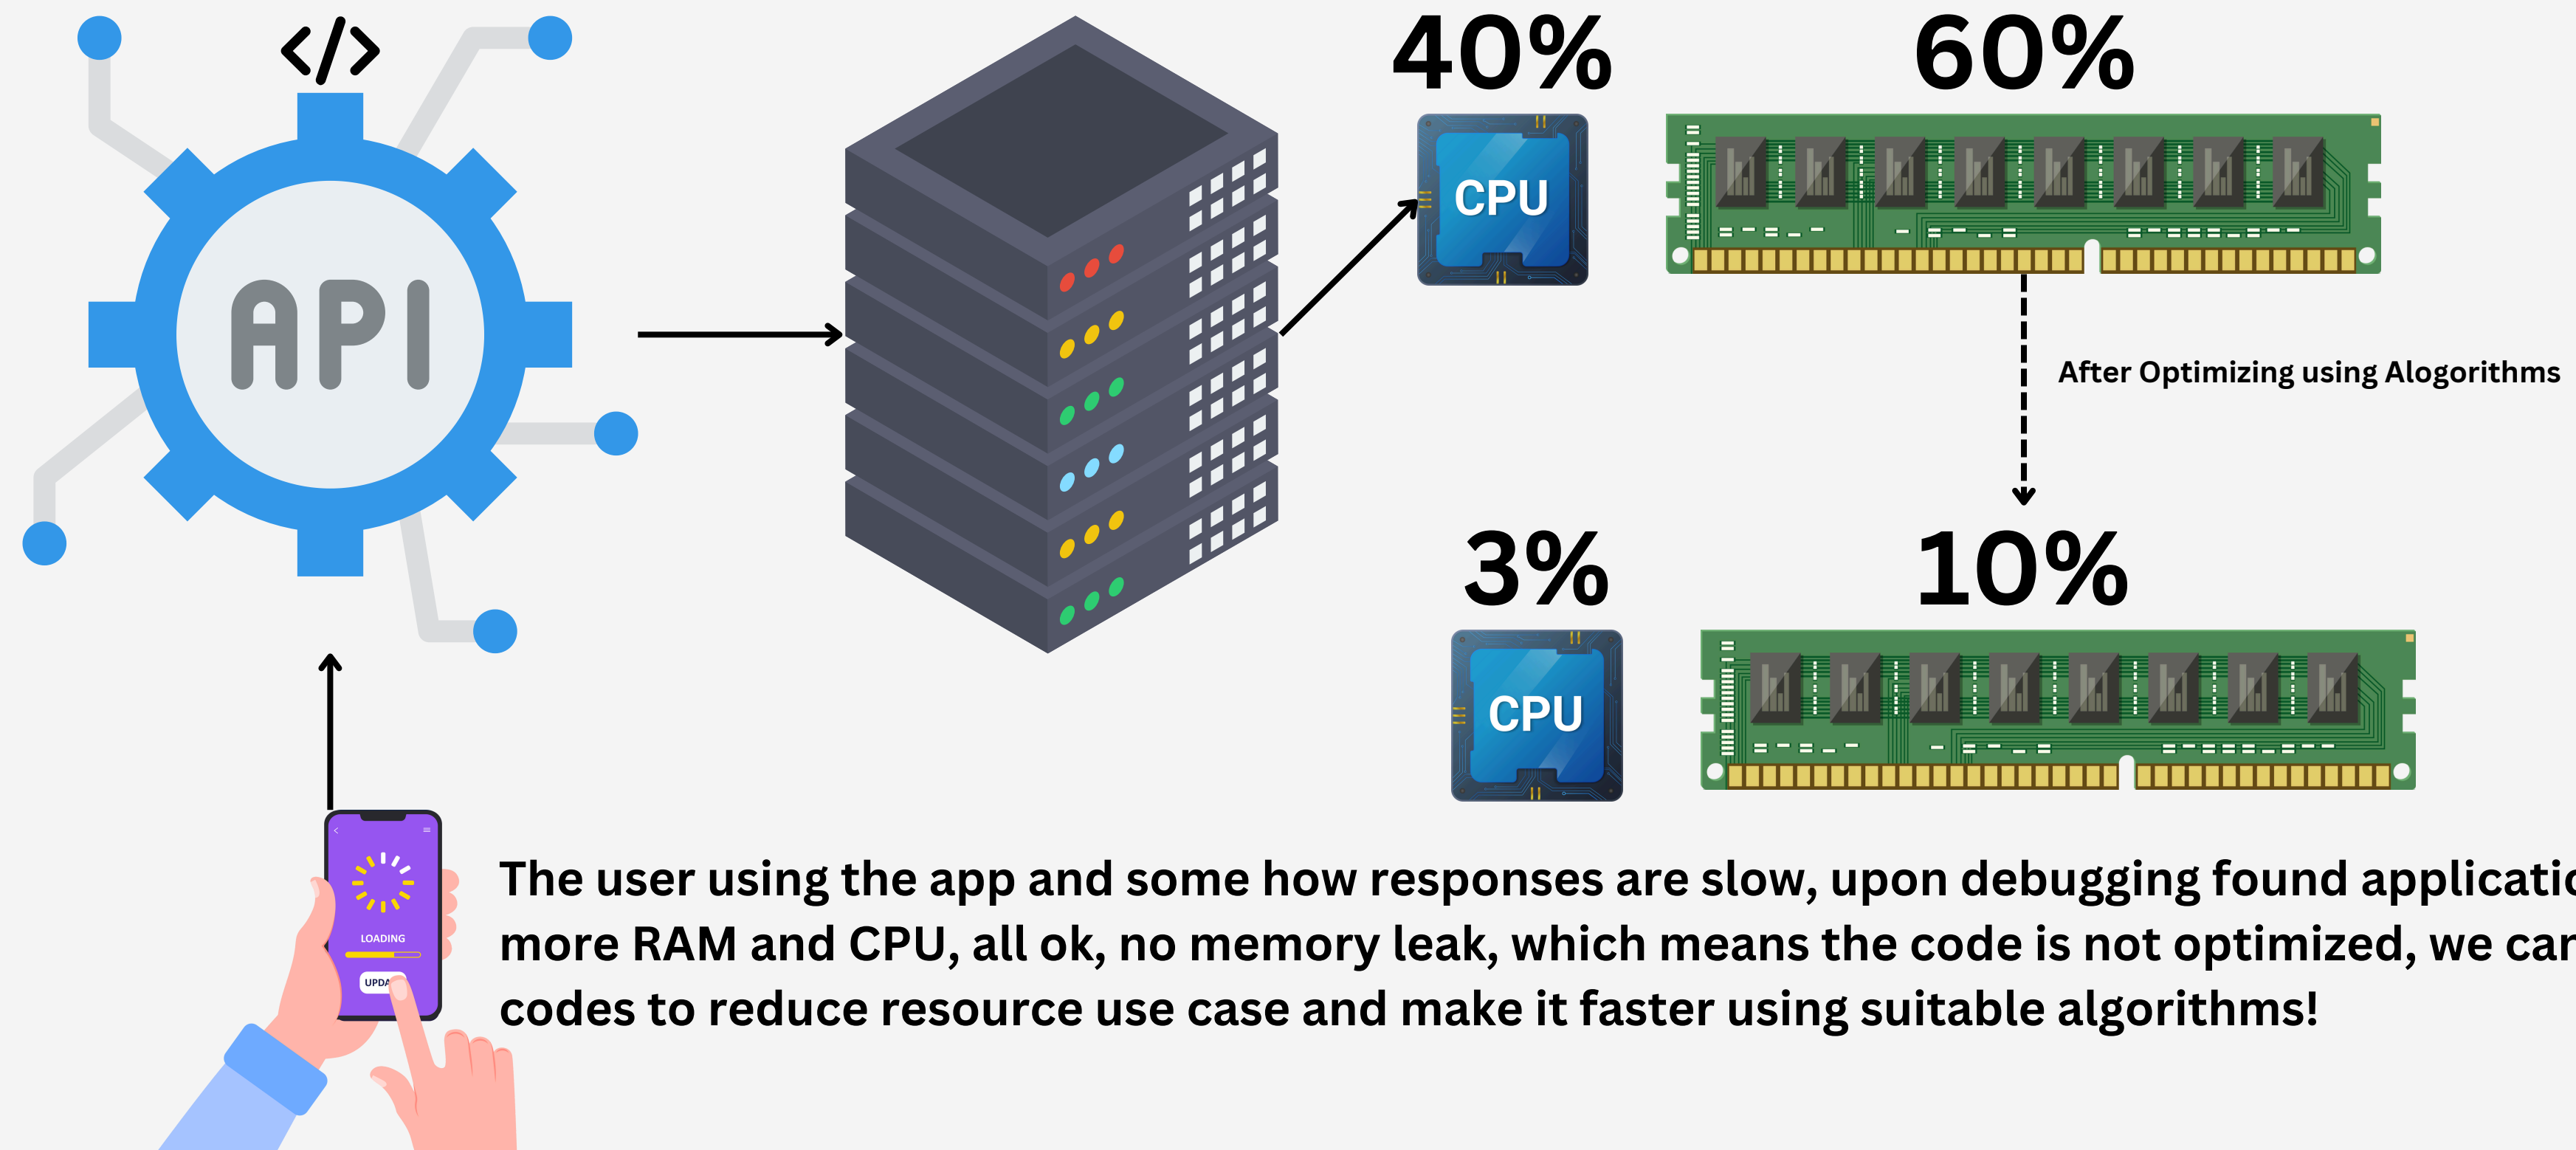 </>
40%
60%
API
CPU
After Optimizing using Alogorithms
3%
10%
CPU
LOADING
The user using the app and some how responses are slow, upon debugging found
more RAM and CPU, all ok, no memory leak, which means the code is not optimized, we
codes to reduce resource use case and make it faster using suitable algorithms!